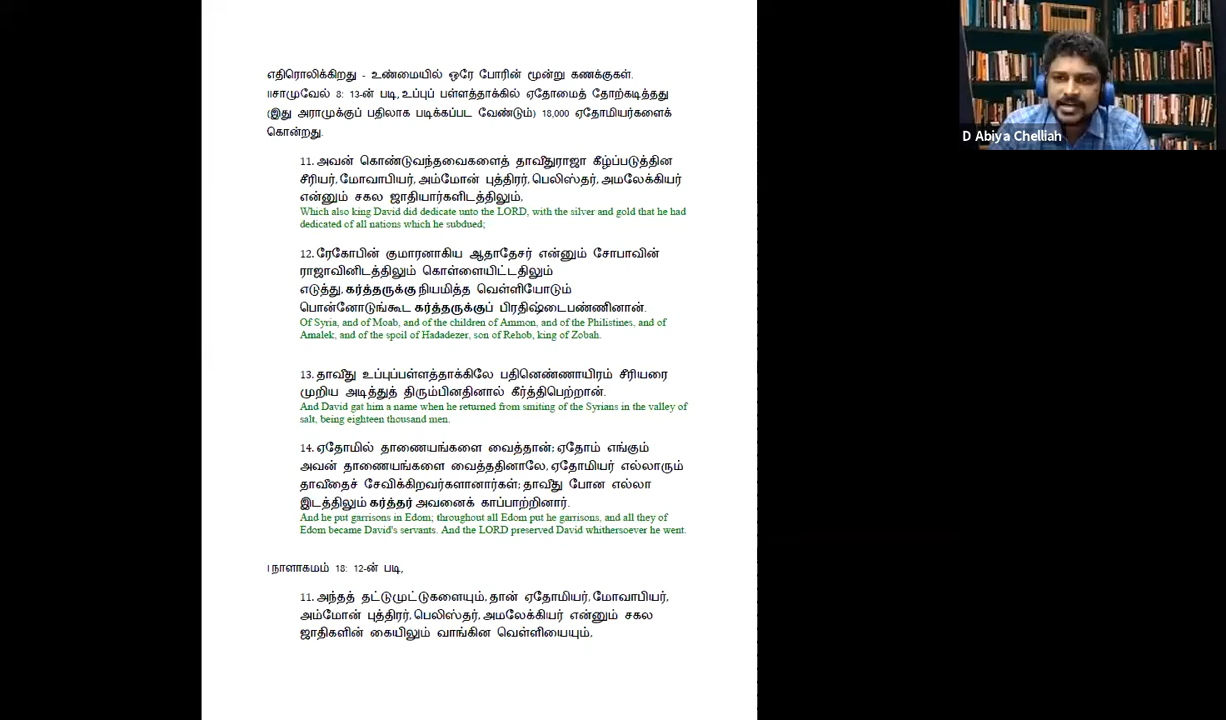 எதிரொலிக்கிறது - உண்மையில் ஒரே போரின் மூன்று கணக்குகள்.
IIசாமுவேல் 8: 13-ன் படி, உப்புப் பள்ளத்தாக்கில் ஏதோமைத் தோற்கடித்தது
(இது அராமுக்குப் பதிலாக படிக்கப்பட வேண்டும்) 18,000 ஏதோமியர்களைக்
கொன்றது.
11. அவன் கொண்டுவந்தவைகளைத் தாவீதுராஜா கீழ்ப்படுத்தின
சீரியர், மோவாபியர், அம்மோன் புத்திரர், பெலிஸ்தர், அமலேக்கியர்
என்னும் சகல ஜாதியார்களிடத்திலும்,
Which also king David did dedicate unto the LORD, with the silver and gold that he had
dedicated of all nations which he subdued;
12. ரேகோபின் குமாரனாகிய ஆதாதேசர் என்னும் சோபாவின்
ராஜாவினிடத்திலும் கொள்ளையிட்டதிலும்
எடுத்து, கர்த்தருக்கு நியமித்த வெள்ளியோடும்
பொன்னோடுங்கூட கர்த்தருக்குப் பிரதிஷ்டைபண்ணினான்.
Of Syria, and of Moab, and of the children of Ammon, and of the Philistines, and of
Amalek, and of the spoil of Hadadezer, son of Rehob, king of Zobah.
13. தாவீது உப்புப்பள்ளத்தாக்கிலே பதினெண்ணாயிரம் சீரியரை
முறிய அடித்துத் திரும்பினதினால் கீர்த்திபெற்றான்.
And David gat him a name when he returned from smiting of the Syrians in the valley of
salt, being eighteen thousand men.
14. ஏதோமில் தாணையங்களை வைத்தான்; ஏதோம் எங்கும்
அவன் தாணையங்களை வைத்ததினாலே, ஏதோமியர் எல்லாரும்
தாவீதைச் சேவிக்கிறவர்களானார்கள்; தாவீது போன எல்லா
இடத்திலும் கர்த்தர் அவனைக் காப்பாற்றினார்.
And he put garrisons in Edom; throughout all Edom put he garrisons, and all they of
Edom became David's servants. And the LORD preserved David whithersoever he went.
I நாளாகமம் 18: 12-ன் படி,
11. அந்தத் தட்டுமுட்டுகளையும், தான் ஏதோமியர், மோவாபியர்,
அம்மோன் புத்திரர், பெலிஸ்தர், அமலேக்கியர் என்னும் சகல
ஜாதிகளின் கையிலும் வாங்கின வெள்ளியையும்,
D Abiya Chelliah